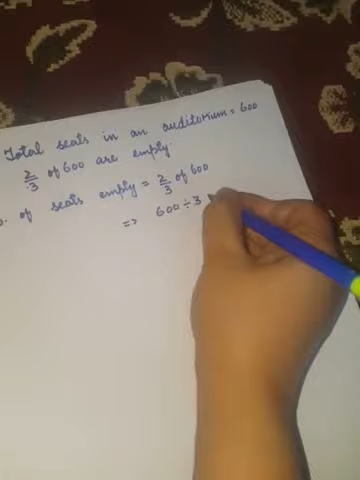 Total seats in an auditorium = 600
2/3 of 600 are empty.
of seats empty = 2/3 of 600
=> 600 ÷ 3